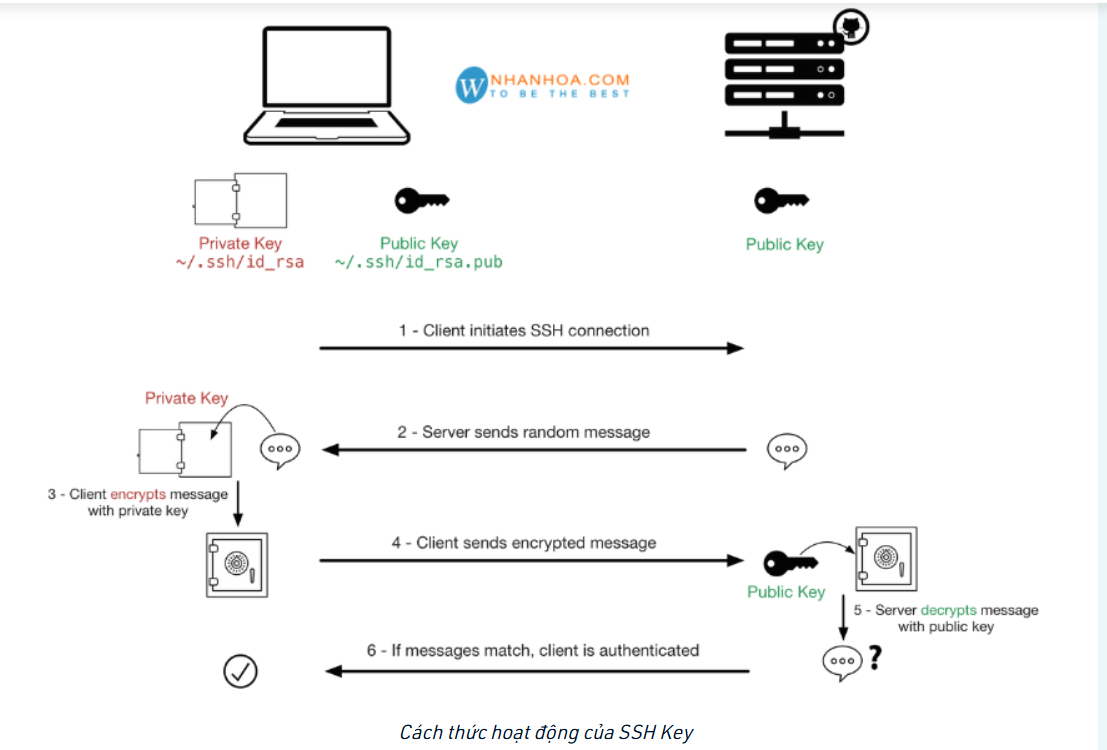 W NHANHOA.COM
TO BE THE BEST
Private Key
~/.ssh/id_rsa
Public Key
~/.ssh/id_rsa.pub
Public Key
1 - Client initiates SSH connection
Private Key
2 - Server sends random message
3 - Client encrypts message
with private key
4 - Client sends encrypted message
Public Key
5 - Server decrypts message
with public key
?
6 - If messages match, client is authenticated
Cách thức hoạt động của SSH Key